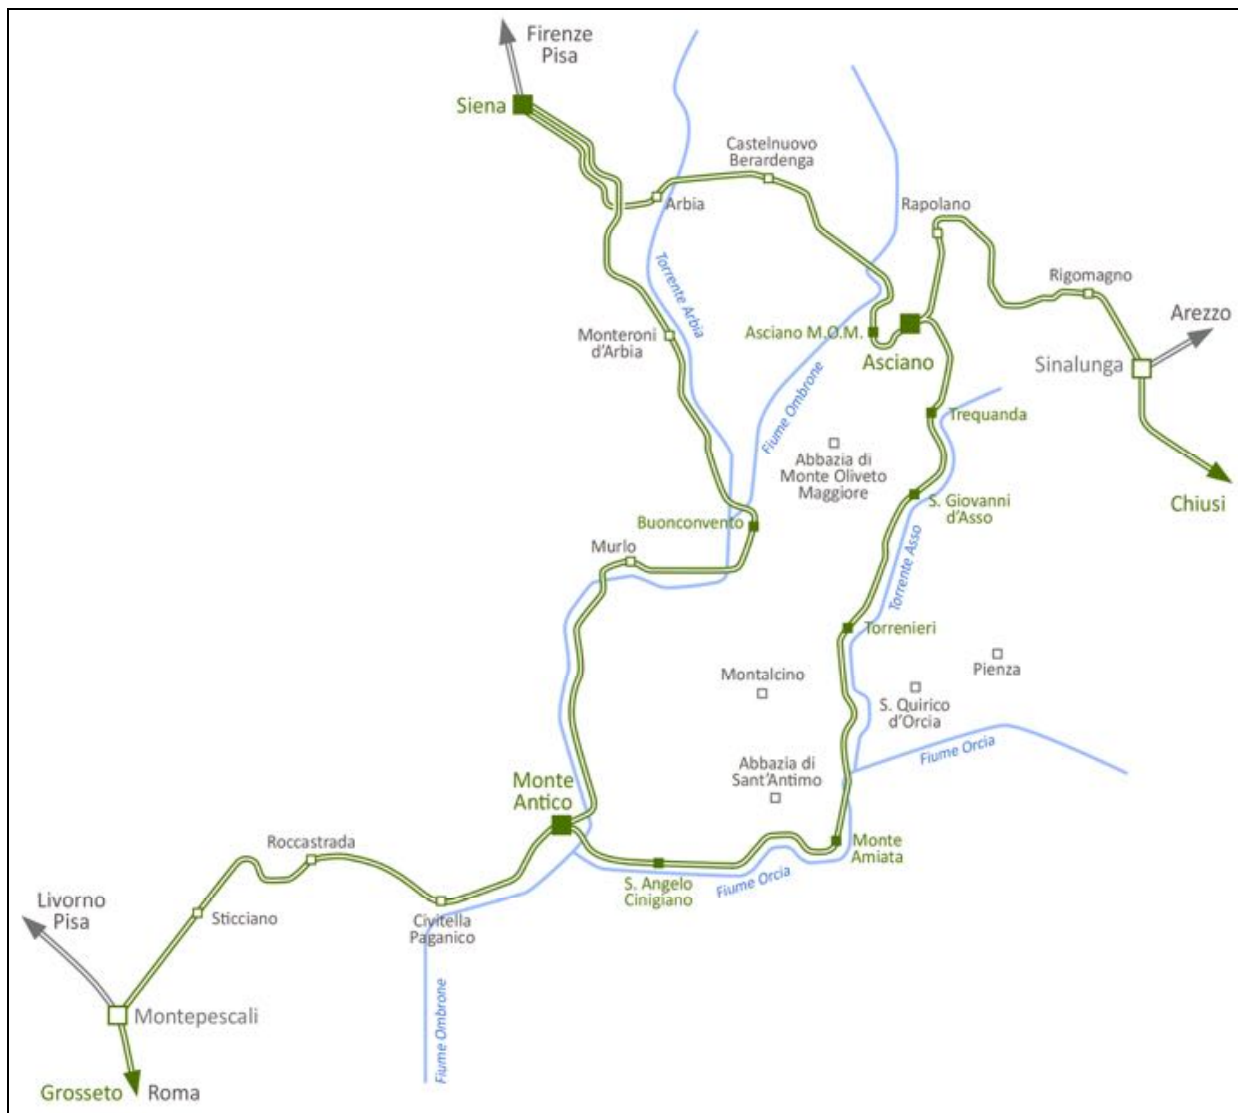 Firenze
Pisa
Siena
Castelnuovo
Berardenga
Arbia
Rapolano
Torrente Arbia
Rigomagno
Arezzo
Monteroni
d'Arbia
Asciano M.O.M.
Asciano
Sinalunga
Fiume Ombrone
Trequanda
Abbazia di
Monte Oliveto
Maggiore
S. Giovanni
d'Asso
Chiusi
Buonconvento
Murlo
Torrente Asso
Torrenieri
Pienza
Montalcino
S. Quirico
d'Orcia
Fiume Orcia
Abbazia di
Sant'Antimo
Monte
Antico
Roccastrada
Monte
Amiata
S. Angelo
Cinigiano
Fiume Orcia
Livorno
Pisa
Sticciano
Civitella
Paganico
Montepescali
Fiume Ombrone
Grosseto Roma